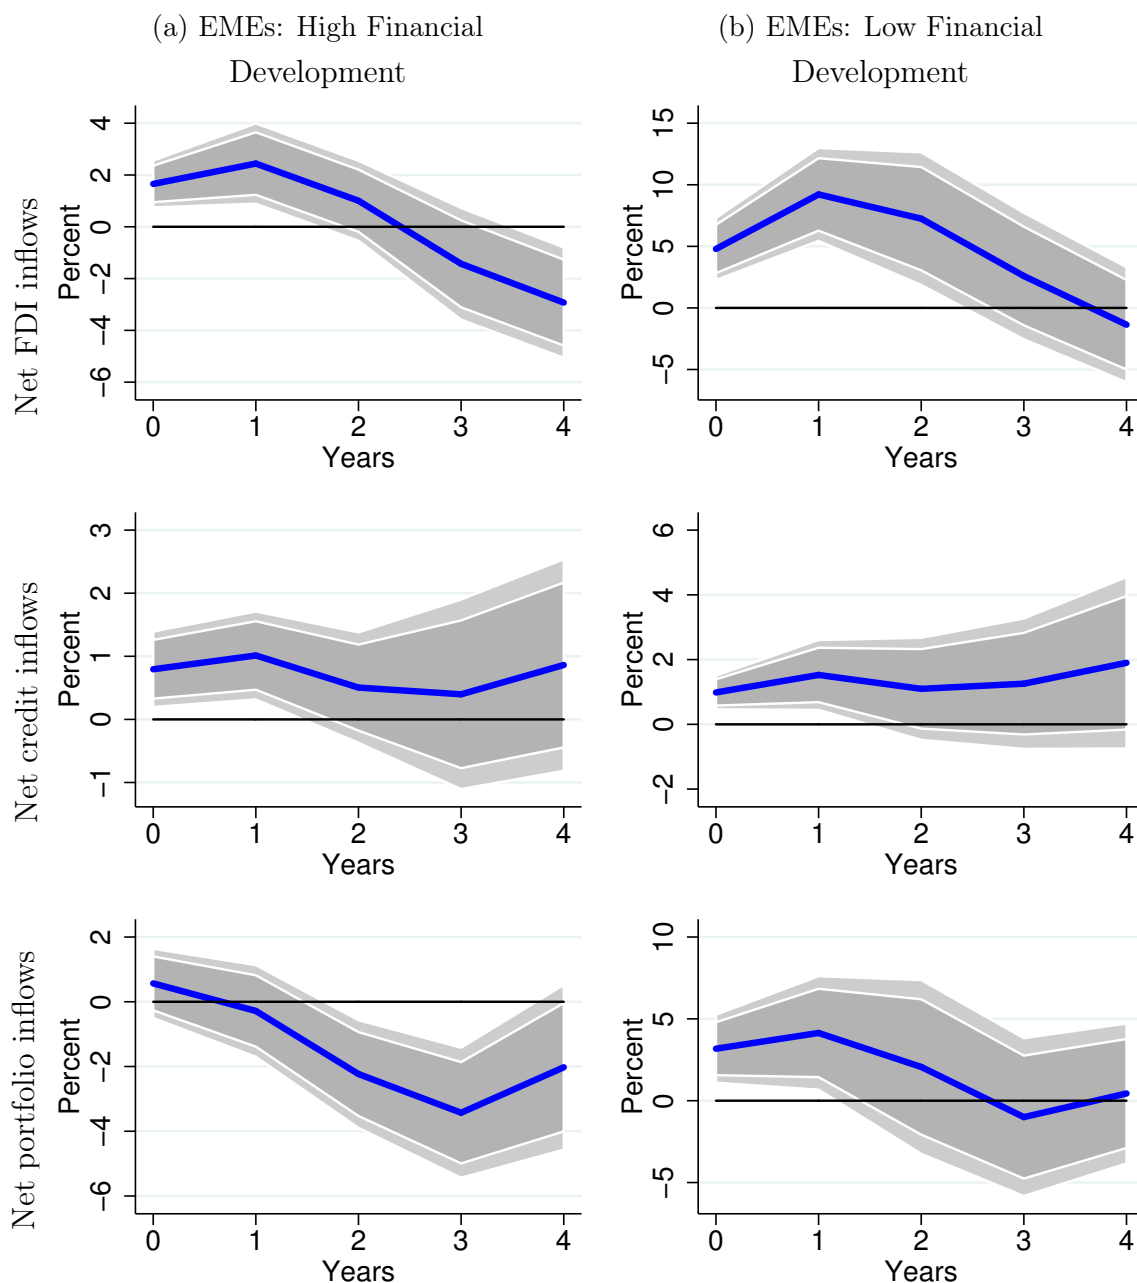 (a) EMEs: High Financial
Development
(b) EMEs: Low Financial
Development
Net FDI inflows
Percent
4
2
0
−2
−4
−6
0 1 2 3 4
Years
Percent
15
10
5
0
−5
0 1 2 3 4
Years
Net credit inflows
Percent
3
2
1
0
−1
0 1 2 3 4
Years
Percent
6
4
2
0
−2
0 1 2 3 4
Years
Net portfolio inflows
Percent
2
0
−2
−4
−6
0 1 2 3 4
Years
Percent
10
5
0
−5
0 1 2 3 4
Years